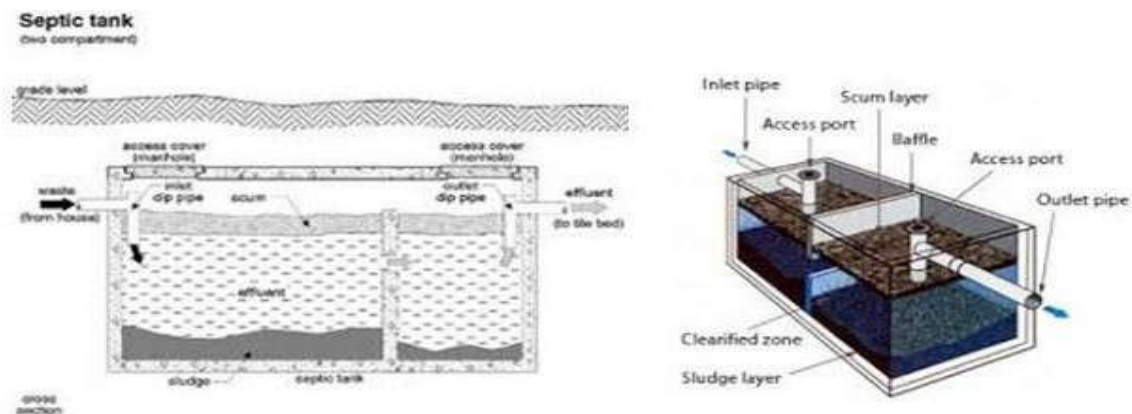 Septic tank
(two compartment)
grade level
access cover
(manhole)
access cover
(manhole)
waste
(from house)
inlet
dip pipe
scum
outlet
dip pipe
effluent
(to tile bed)
effluent
sludge
septic tank
cross
section
Inlet pipe
Scum layer
Access port
Baffle
Access port
Outlet pipe
Clearified zone
Sludge layer